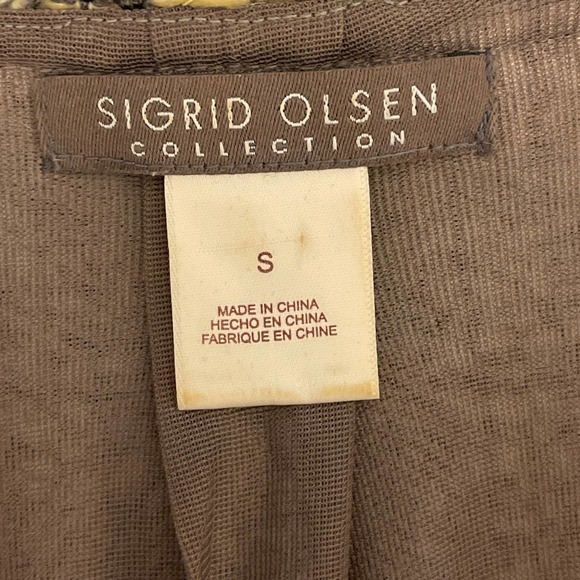 SIGRID OLSEN
COLLECTION
S
MADE IN CHINA
HECHO EN CHINA
FABRIQUE EN CHINE